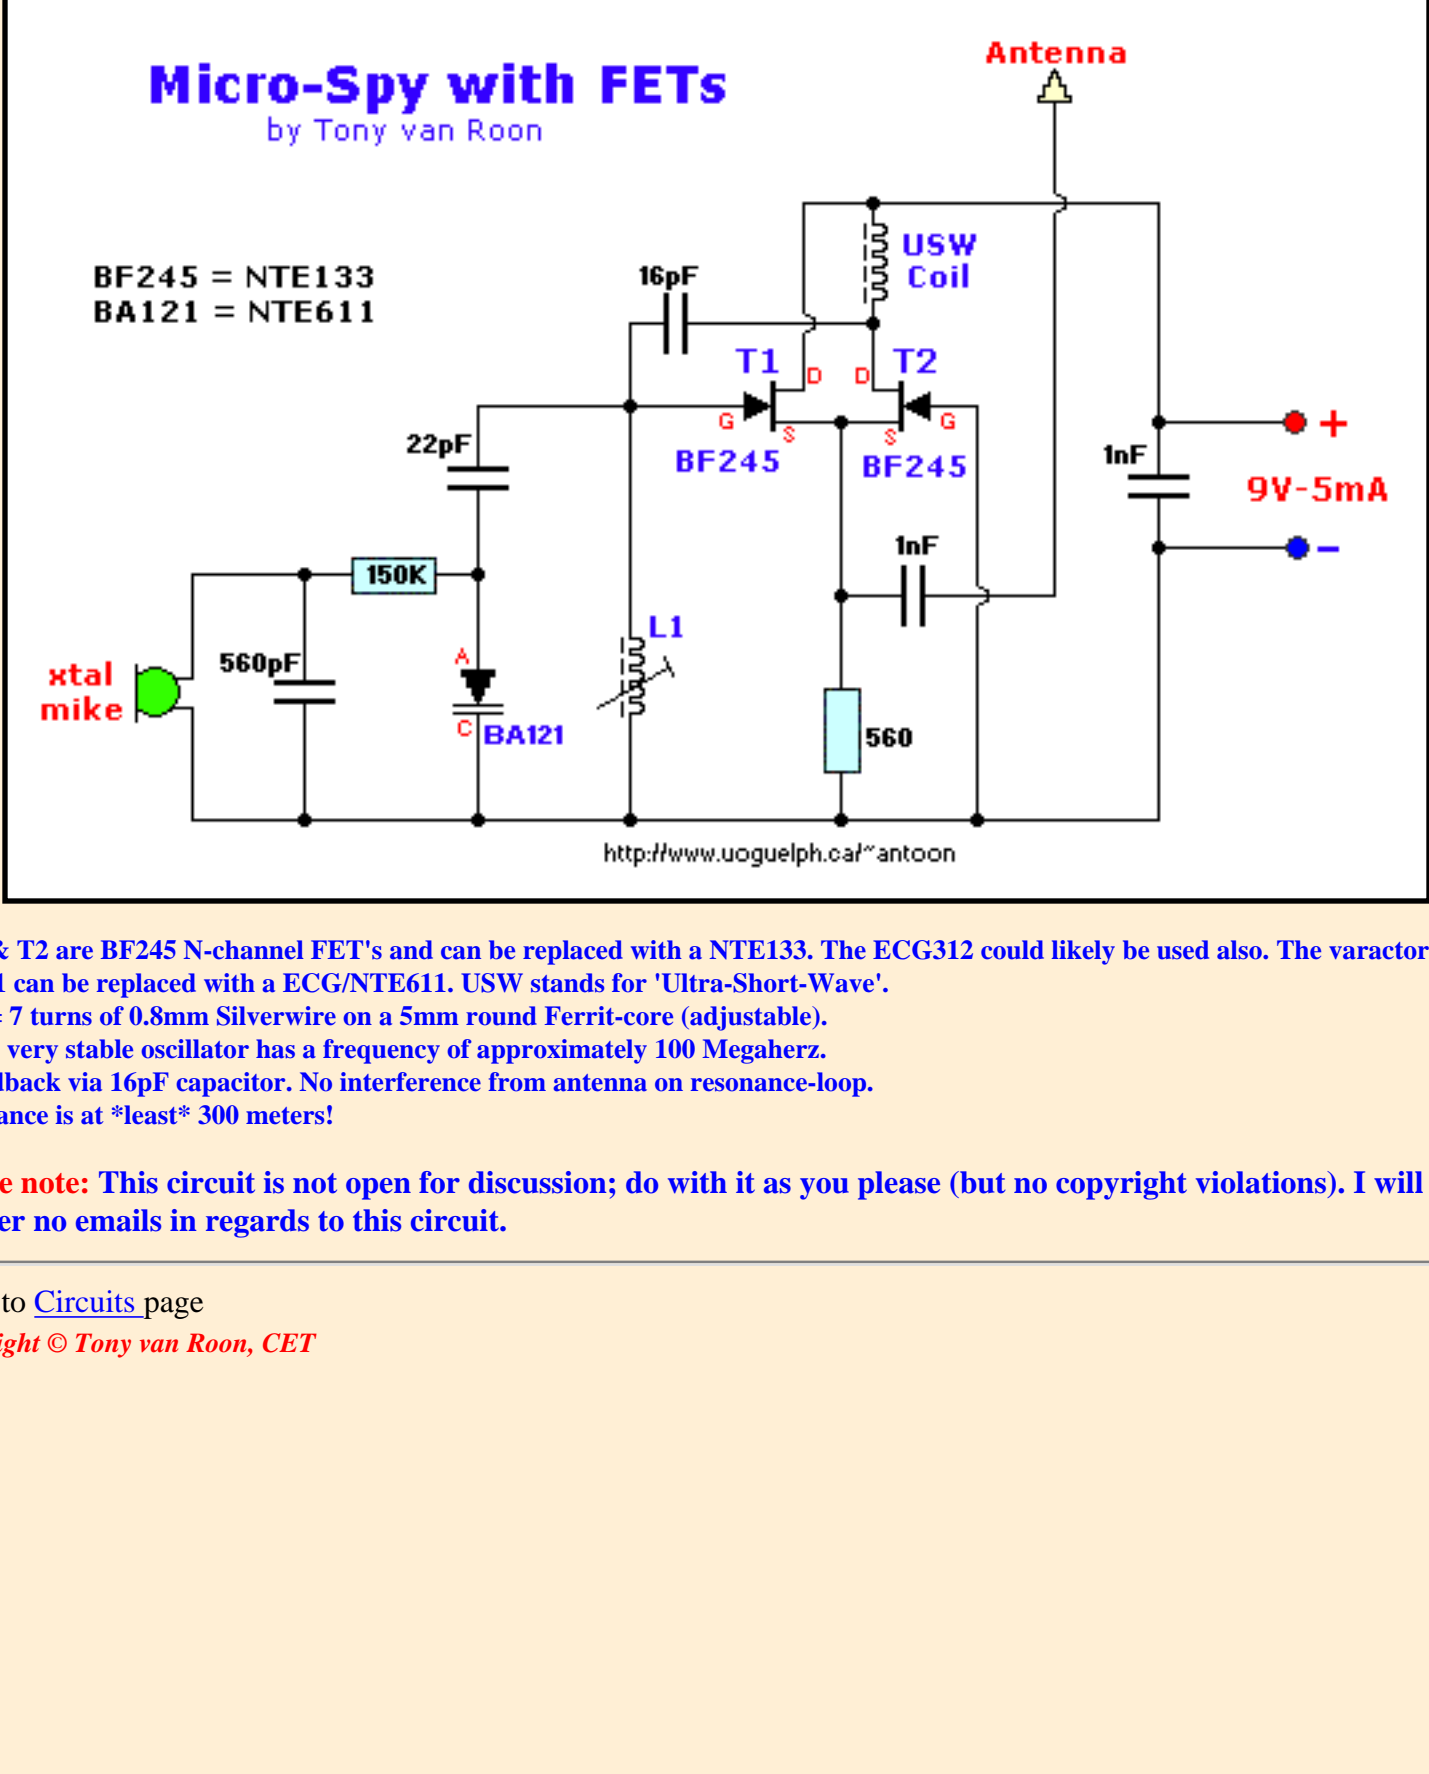 Antenna
Micro-Spy with FETs
by Tony van Roon
USW
Coil
BF245 = NTE133
BA121 = NTE611
16pF
T1
T2
D
D
G
S
S
G
BF245
BF245
22pF
1nF
+
9V-5mA
1nF
-
150K
L1
A
560pF
xtal
mike
C
BA121
560
http://www.uoguelph.ca/~antoon
& T2 are BF245 N-channel FET's and can be replaced with a NTE133. The ECG312 could likely be used also. The varactor
1 can be replaced with a ECG/NTE611. USW stands for 'Ultra-Short-Wave'.
= 7 turns of 0.8mm Silverwire on a 5mm round Ferrit-core (adjustable).
very stable oscillator has a frequency of approximately 100 Megaherz.
dback via 16pF capacitor. No interference from antenna on resonance-loop.
ance is at *least* 300 meters!
e note: This circuit is not open for discussion; do with it as you please (but no copyright violations). I will
er no emails in regards to this circuit.
to Circuits page
ight © Tony van Roon, CET